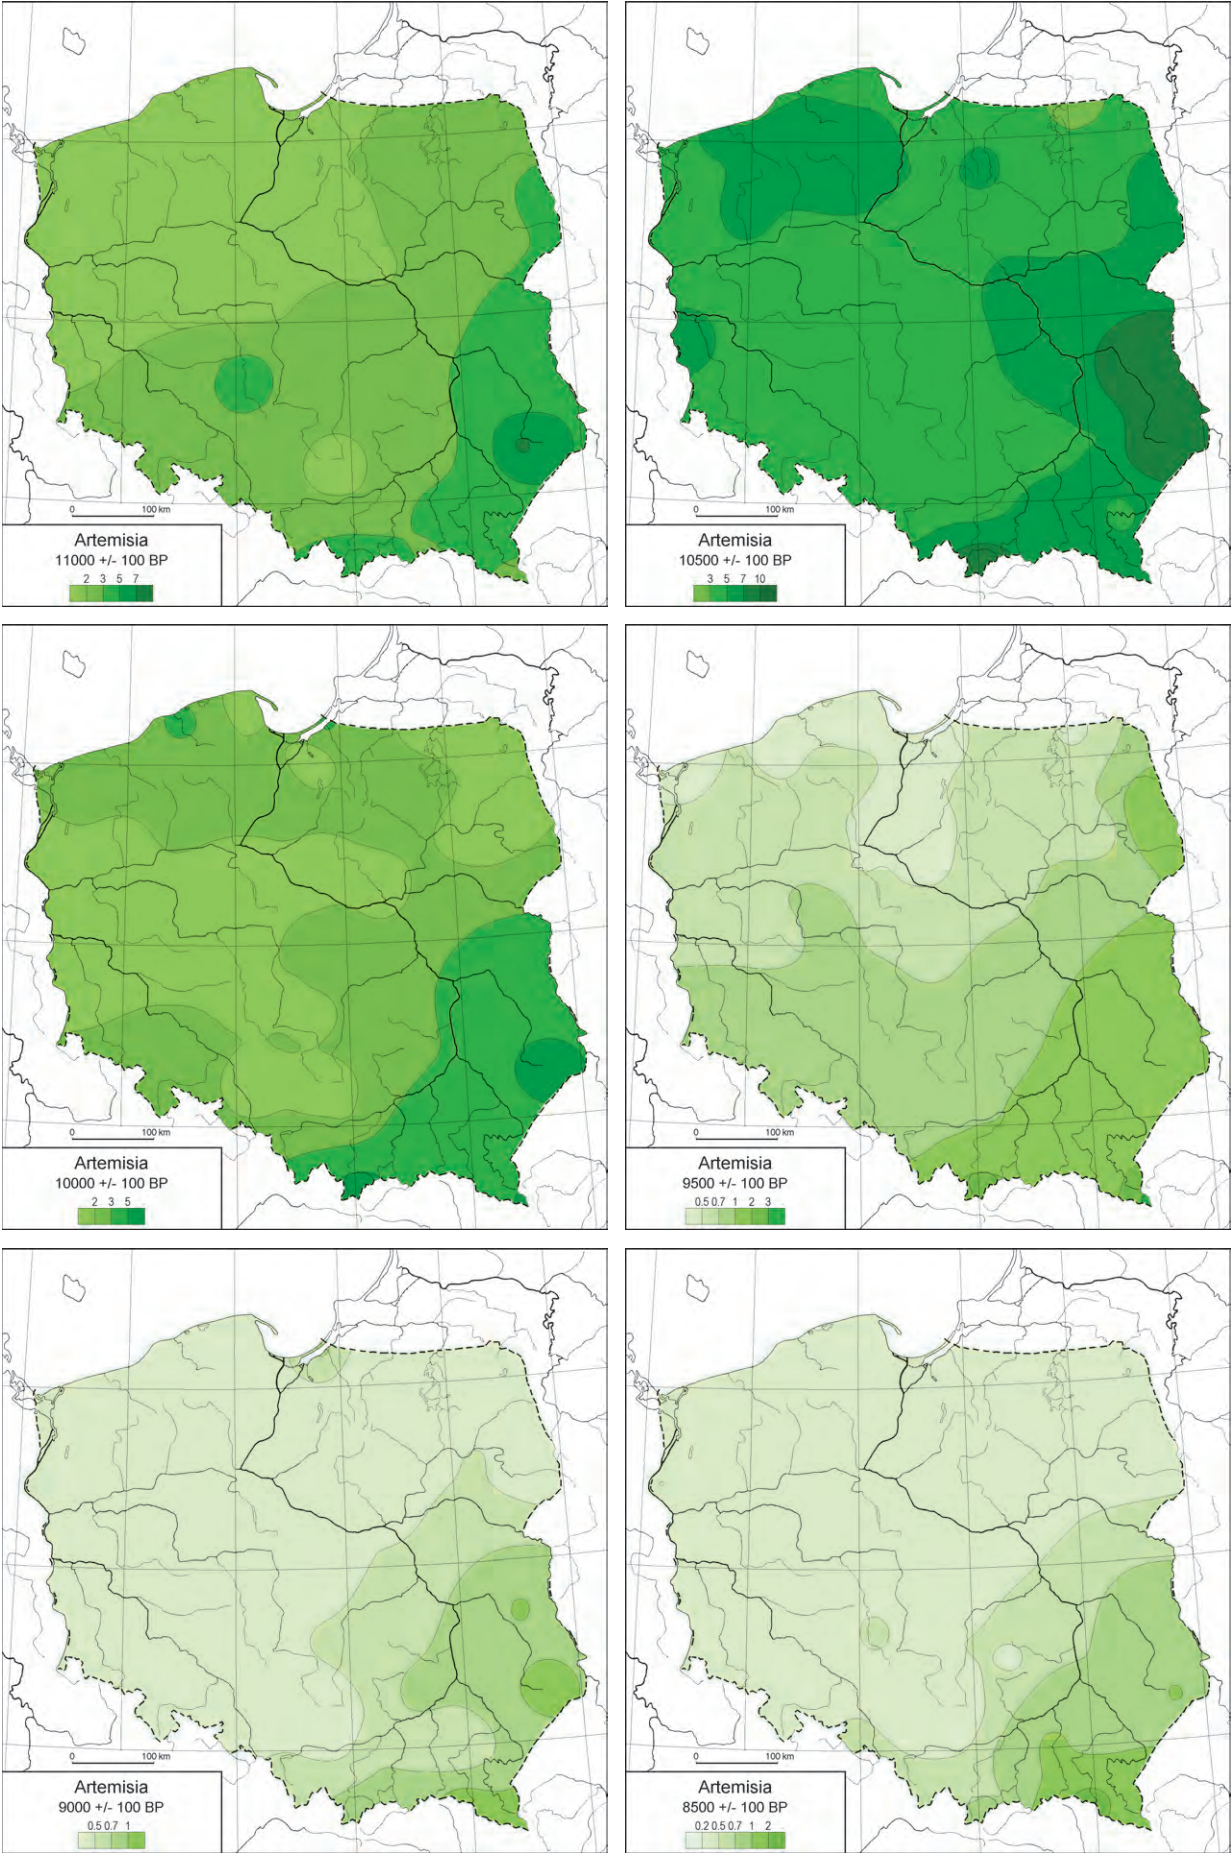 0 100 km
Artemisia
11000 +/- 100 BP
2 3 5 7
0 100 km
Artemisia
10500 +/- 100 BP
3 5 7 10
0 100 km
Artemisia
10000 +/- 100 BP
2 3 5
0 100 km
Artemisia
9500 +/- 100 BP
0.5 0.7 1 2 3
0 100 km
Artemisia
9000 +/- 100 BP
0.5 0.7 1
0 100 km
Artemisia
8500 +/- 100 BP
0.2 0.5 0.7 1 2